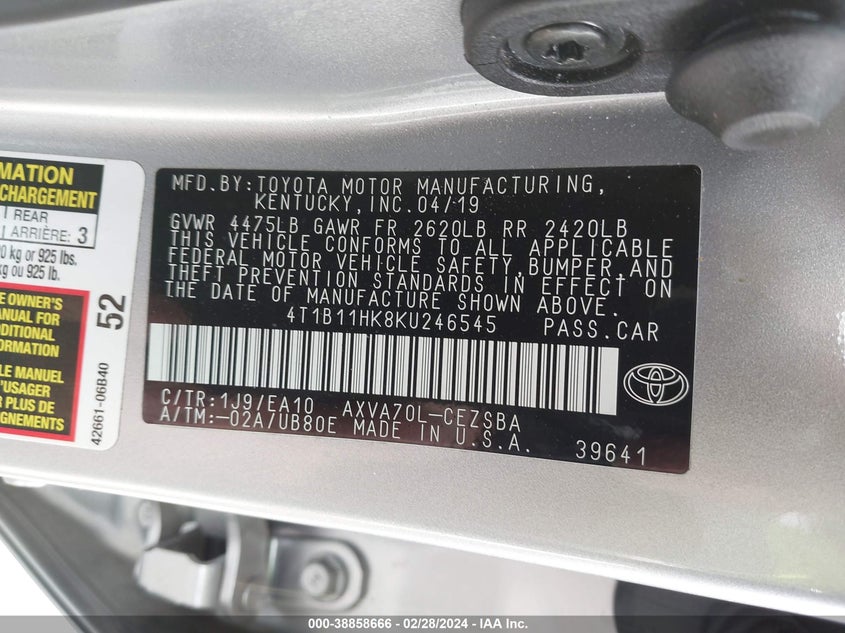 MATION
CHARGEMENT
REAR
ARRIÈRE: 3
0 kg or 925 lbs.
kg ou 925 lb.
E OWNER'S
MANUAL FOR
ADDITIONAL
INFORMATION
LE MANUEL
L'USAGER
R PLUS DE
IGNEMENTS
52
42661-06B40
MFD.BY:TOYOTA MOTOR MANUFACTURING,
KENTUCKY, INC. 04/19
GVWR 4475LB GAWR FR 2620LB RR 2420LB
THIS VEHICLE CONFORMS TO ALL APPLICABLE
FEDERAL MOTOR VEHICLE SAFETY,BUMPER,AND
THEFT PREVENTION STANDARDS IN EFFECT ON
THE DATE OF MANUFACTURE SHOWN ABOVE.
4T1B11HK8KU246545 PASS.CAR
C/TR:1J9/EA10 AXVA70L-CEZSBA
A/TM:-02A/UB80E MADE IN U.S.A.
39641
000-38858666 - 02/28/2024 - IAA Inc.